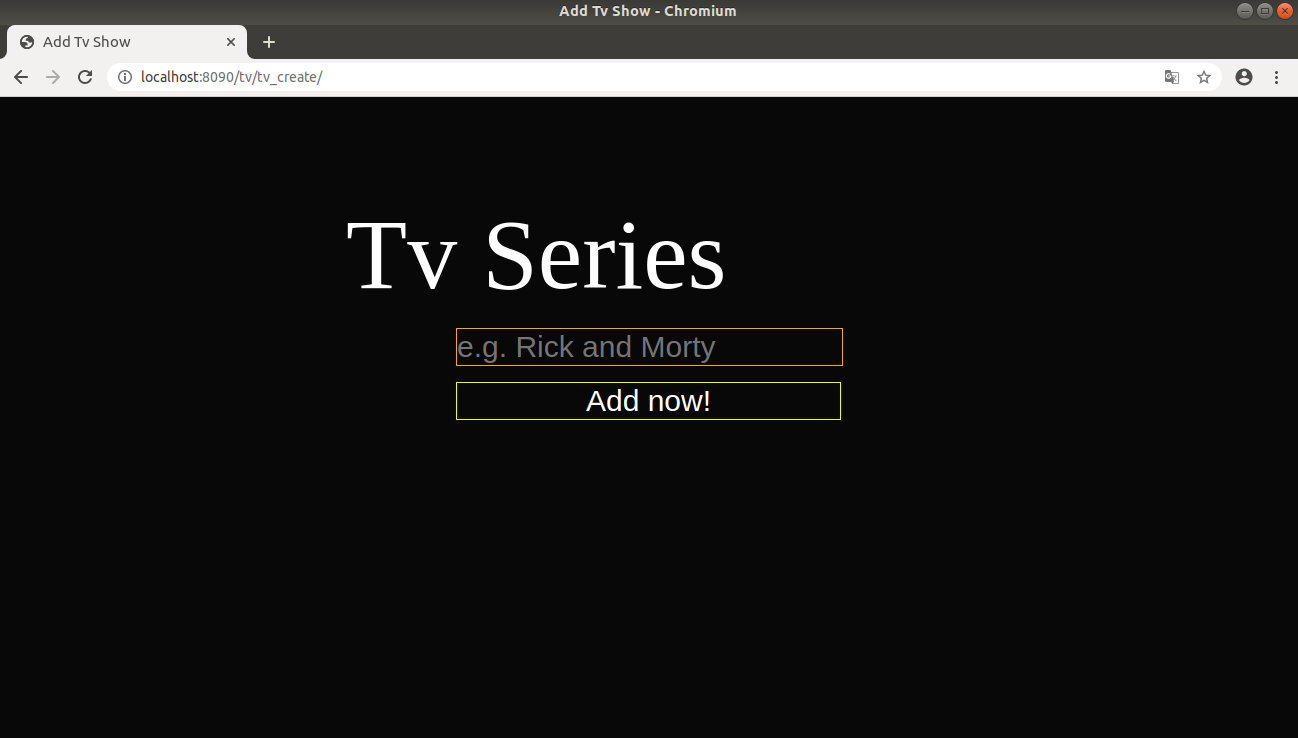 Add Tv Show - Chromium
Add Tv Show
localhost:8090/tv/tv_create/
Tv Series
e.g. Rick and Morty
Add now!